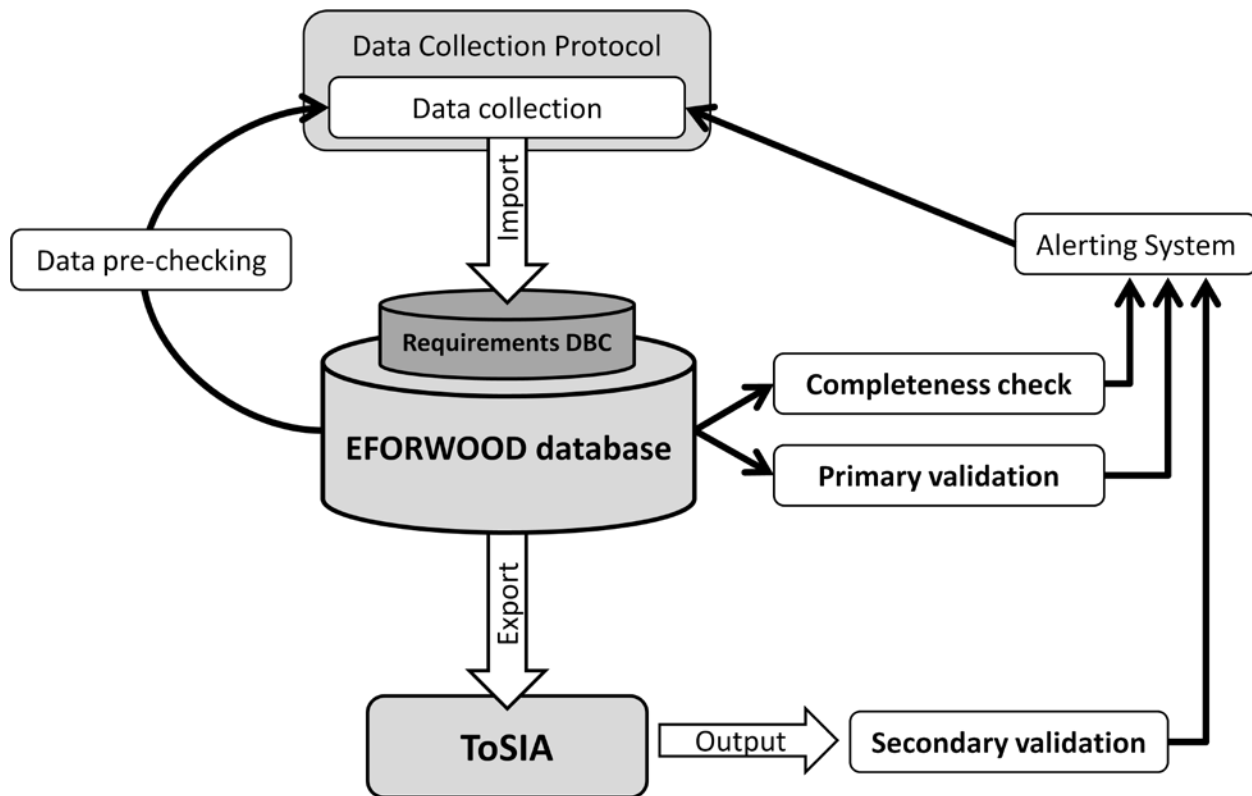 Data Collection Protocol
Data collection
Import
Data pre-checking
Alerting System
Requirements DBC
Completeness check
EFORWOOD database
Primary validation
Export
ToSIA
Output
Secondary validation